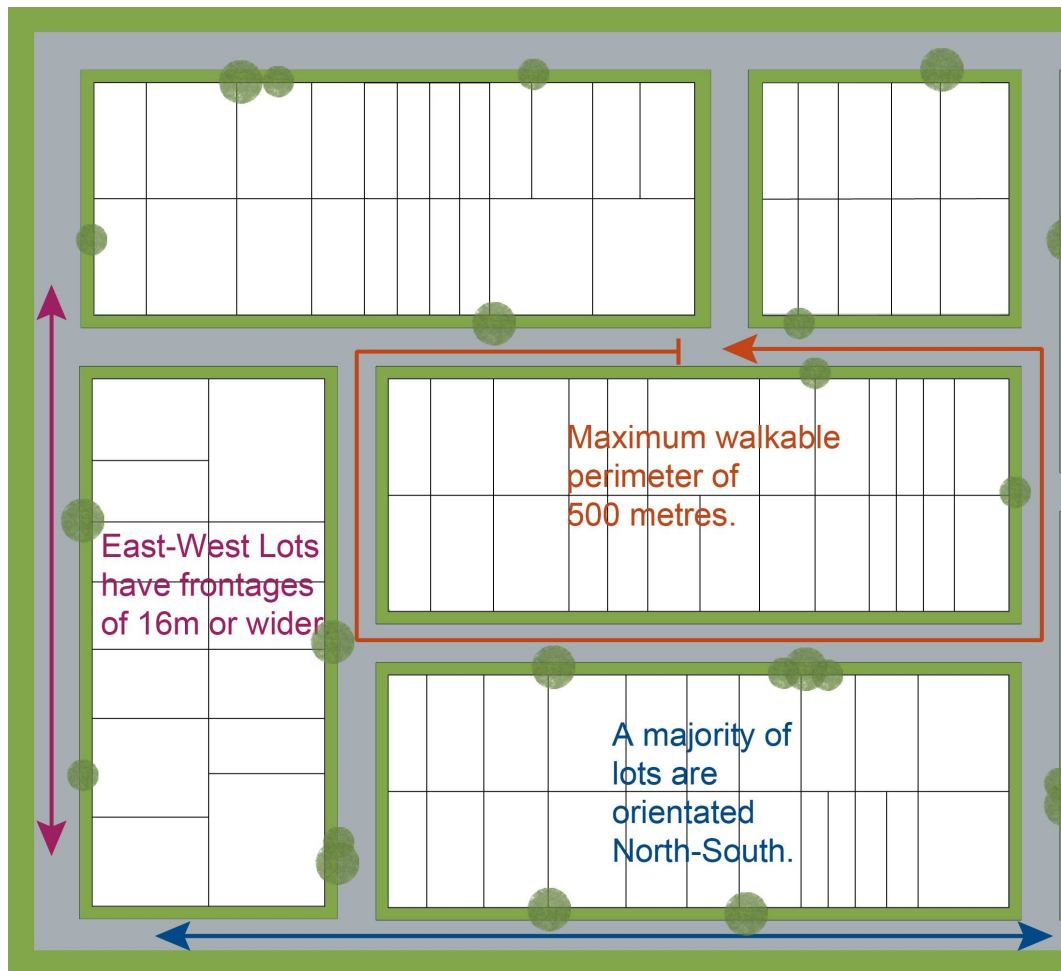 Maximum walkable
perimeter of
500 metres.
East-West Lots
have frontages
of 16m or wider.
A majority of
lots are
orientated
North-South.